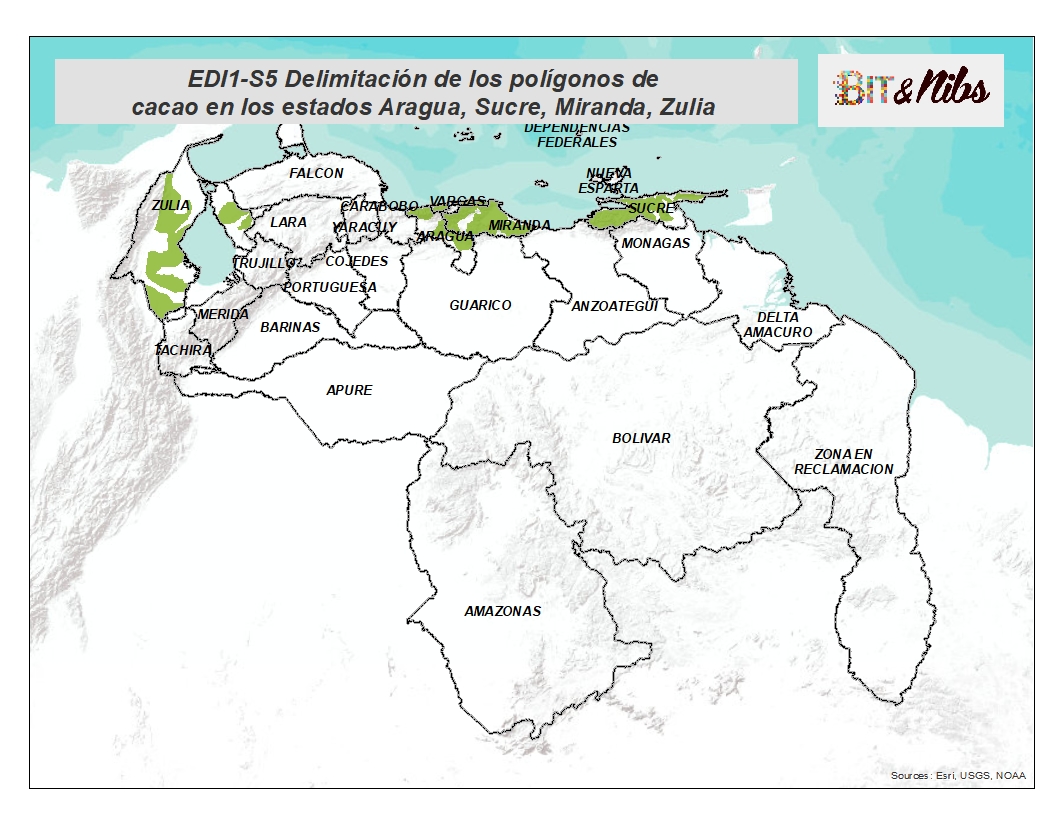 EDI1-S5 Delimitación de los polígonos de
cacao en los estados Aragua, Sucre, Miranda, Zulia
BIT & Nibs
DEPENDENCIAS
FEDERALES
FALCON
NUEVA
ESPARTA
ZULIA
CARABOBO
VARGAS
SUCRE
LARA
YARACUY
ARAGUA
MIRANDA
MONAGAS
TRUJILLO
COJEDES
PORTUGUESA
GUARICO
ANZOATEGUI
MERIDA
BARINAS
DELTA
AMACURO
TACHIRA
APURE
BOLIVAR
ZONA EN
RECLAMACION
AMAZONAS
Sources: Esri, USGS, NOAA